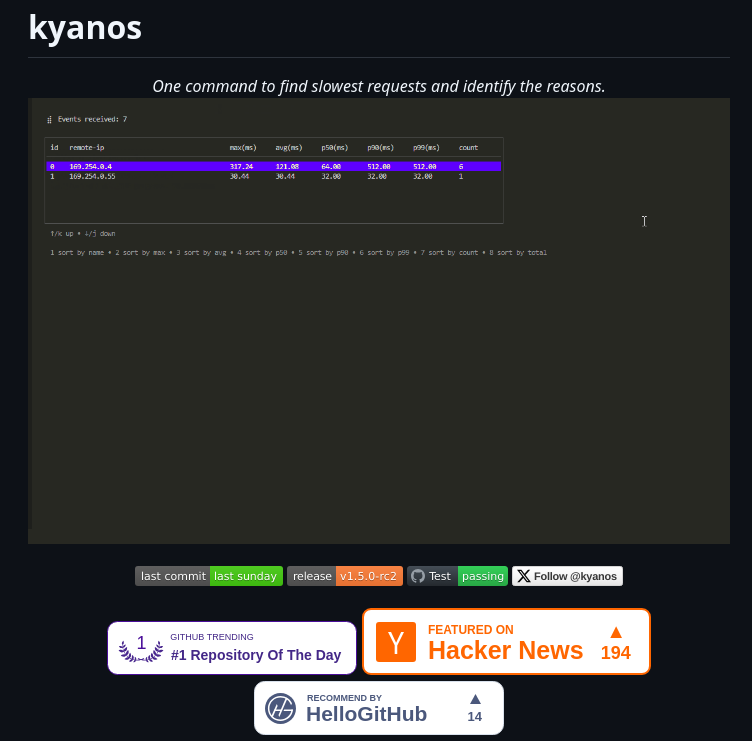 kyanos
One command to find slowest requests and identify the reasons.
Events received: 7
id remote-ip max(ms) avg(ms) p50(ms) p90(ms) p99(ms) count
0 169.254.0.4 317.24 121.08 64.00 512.00 512.00 6
1 169.254.0.55 30.44 30.44 32.00 32.00 32.00 1
↑/k up • ↓/j down
1 sort by name • 2 sort by max • 3 sort by avg • 4 sort by p50 • 5 sort by p90 • 6 sort by p99 • 7 sort by count • 8 sort by total
last commit last sunday release v1.5.0-rc2 Test passing X Follow @kyanos
1 GITHUB TRENDING
#1 Repository Of The Day
Y FEATURED ON ▲
Hacker News 194
RECOMMEND BY ▲
HelloGitHub 14